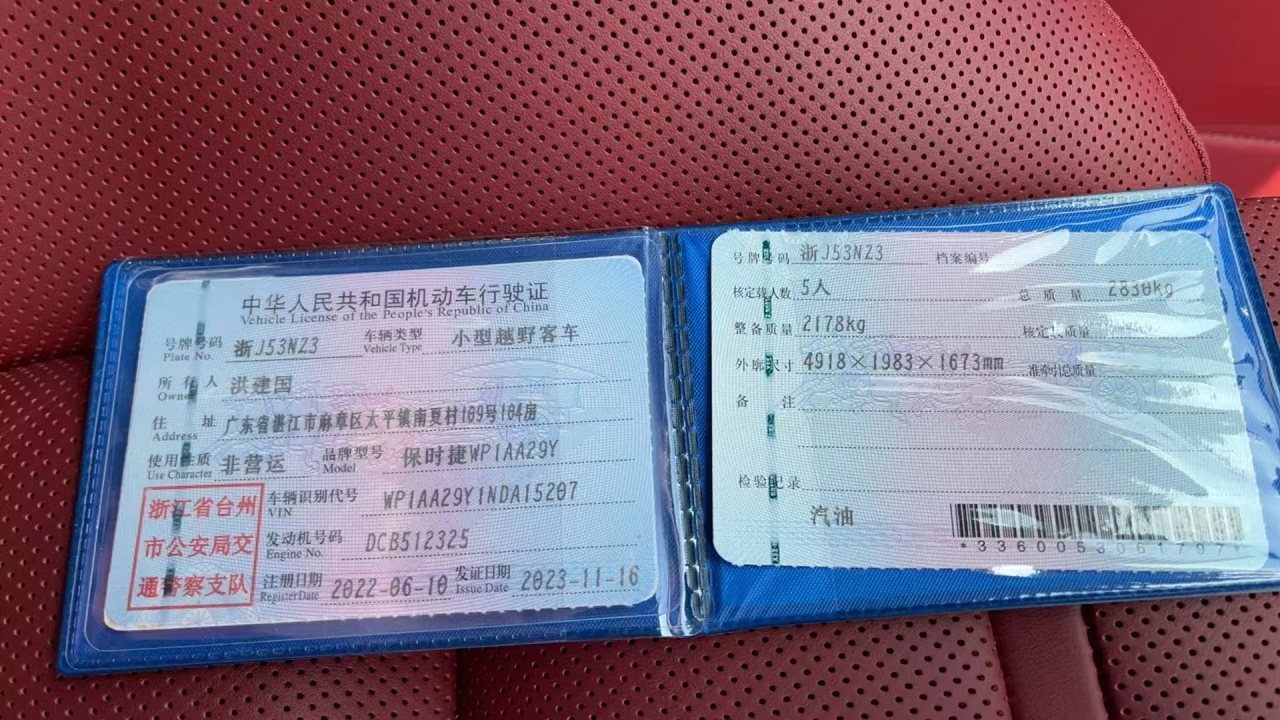 中华人民共和国机动车行驶证
Vehicle License of the People's Republic of China
号牌号码 浙J53NZ3 车辆类型 小型越野客车
Plate No. Vehicle Type
所有人 洪建国
Owner
住址 广东省湛江市麻章区太平镇南夏村109号104房
Address
使用性质 非营运 品牌型号 保时捷WP1AA29Y
Use Character Model
浙江省台州
市公安局交
通警察支队
车辆识别代号 WP1AA29Y1NDA15207
VIN
发动机号码 DCB512325
Engine No.
注册日期 2022-06-10 发证日期 2023-11-16
Register Date Issue Date
号牌号码 浙J53NZ3 档案编号
核定载人数 5人 总质量 2830kg
整备质量 2178kg 核定载质量
外廓尺寸 4918×1983×1673mm 准牵引总质量
备注
检验记录
汽油
*3360053061797*